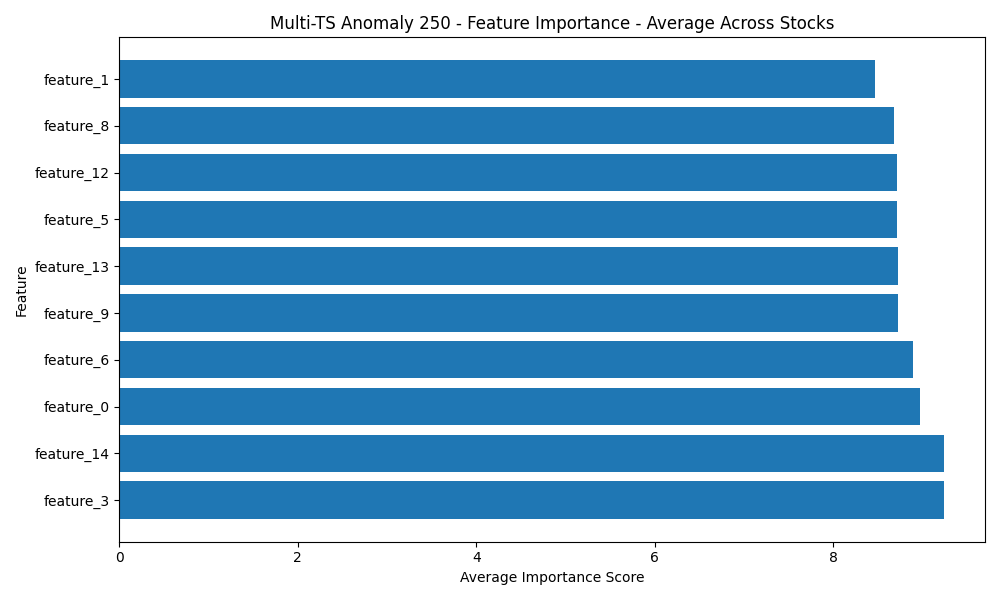 Multi-TS Anomaly 250 - Feature Importance - Average Across Stocks
Feature
feature_1
feature_8
feature_12
feature_5
feature_13
feature_9
feature_6
feature_0
feature_14
feature_3
0 2 4 6 8
Average Importance Score